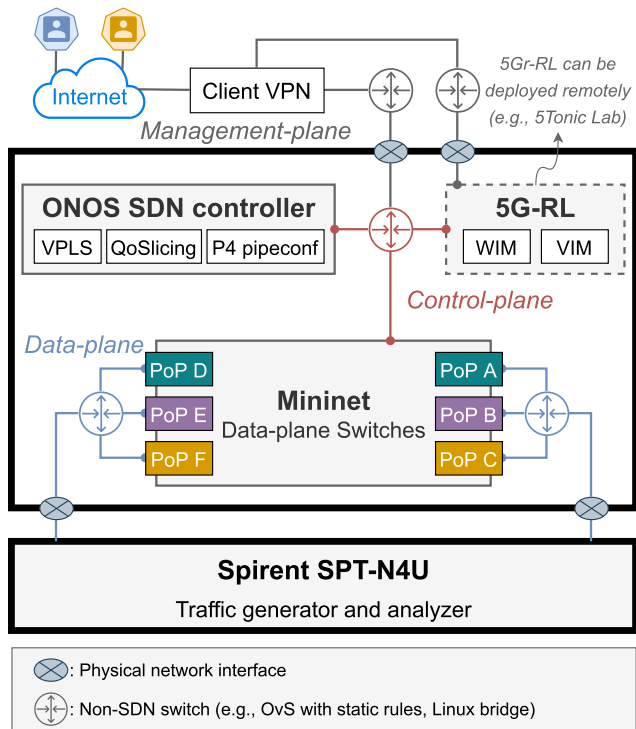 Internet
Client VPN
5Gr-RL can be
deployed remotely
(e.g., 5Tonic Lab)
Management-plane
ONOS SDN controller
VPLS
QoSlicing
P4 pipeconf
5G-RL
WIM
VIM
Control-plane
Data-plane
PoP D
PoP E
PoP F
Mininet
Data-plane Switches
PoP A
PoP B
PoP C
Spirent SPT-N4U
Traffic generator and analyzer
: Physical network interface
: Non-SDN switch (e.g., OvS with static rules, Linux bridge)